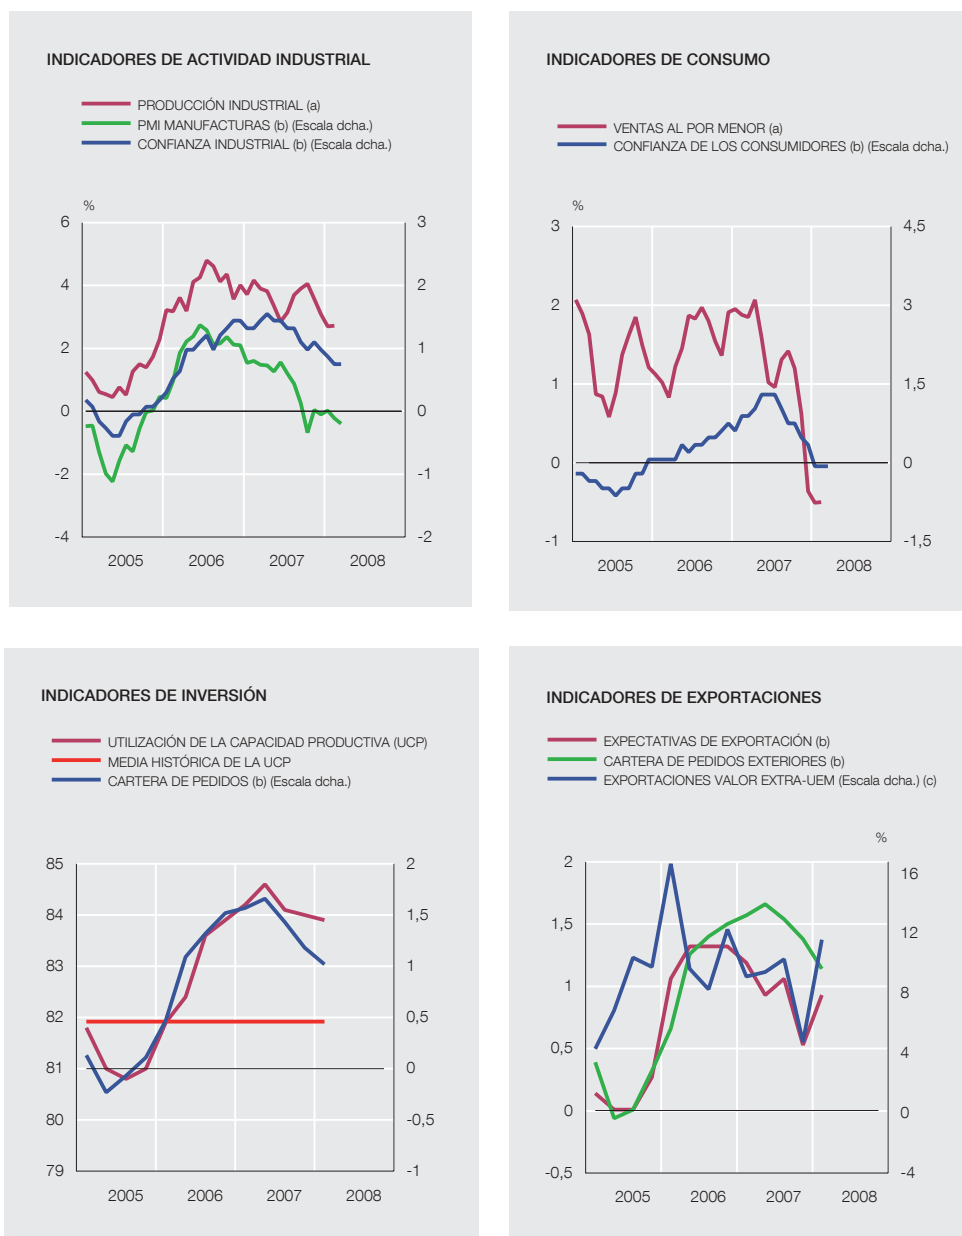 INDICADORES DE ACTIVIDAD INDUSTRIAL
PRODUCCIÓN INDUSTRIAL (a)
PMI MANUFACTURAS (b) (Escala dcha.)
CONFIANZA INDUSTRIAL (b) (Escala dcha.)
%
6 3
4 2
2 1
0 0
-2 -1
-4 -2
2005 2006 2007 2008
INDICADORES DE CONSUMO
VENTAS AL POR MENOR (a)
CONFIANZA DE LOS CONSUMIDORES (b) (Escala dcha.)
%
3 4,5
2 3
1 1,5
0 0
-1 -1,5
2005 2006 2007 2008
INDICADORES DE INVERSIÓN
UTILIZACIÓN DE LA CAPACIDAD PRODUCTIVA (UCP)
MEDIA HISTÓRICA DE LA UCP
CARTERA DE PEDIDOS (b) (Escala dcha.)
85 2
84 1,5
83 1
82 0,5
81 0
80 -0,5
79 -1
2005 2006 2007 2008
INDICADORES DE EXPORTACIONES
EXPECTATIVAS DE EXPORTACIÓN (b)
CARTERA DE PEDIDOS EXTERIORES (b)
EXPORTACIONES VALOR EXTRA-UEM (Escala dcha.) (c)
%
2 16
1,5 12
1 8
0,5 4
0 0
-0,5 -4
2005 2006 2007 2008